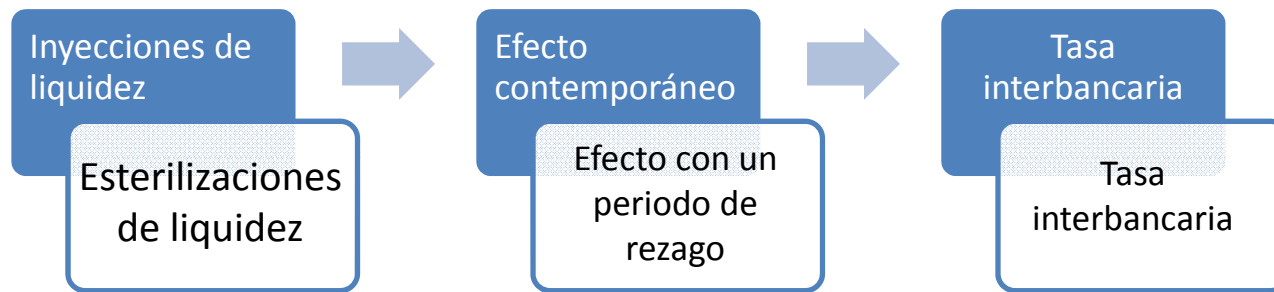 Inyecciones de
liquidez
Esterilizaciones
de liquidez
Efecto
contemporáneo
Efecto con un
periodo de
rezago
Tasa
interbancaria
Tasa
interbancaria